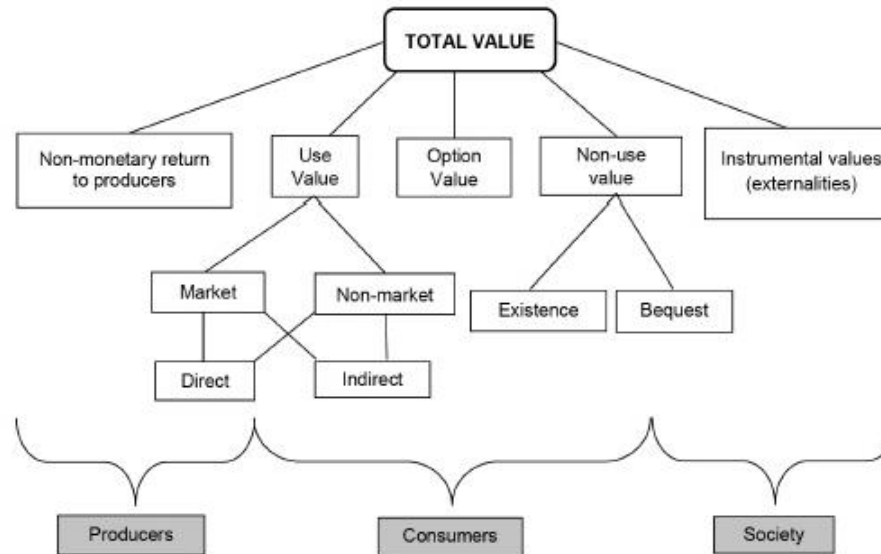 TOTAL VALUE
Non-monetary return
to producers
Use
Value
Option
Value
Non-use
value
Instrumental values
(externalities)
Market
Non-market
Existence
Bequest
Direct
Indirect
Producers
Consumers
Society